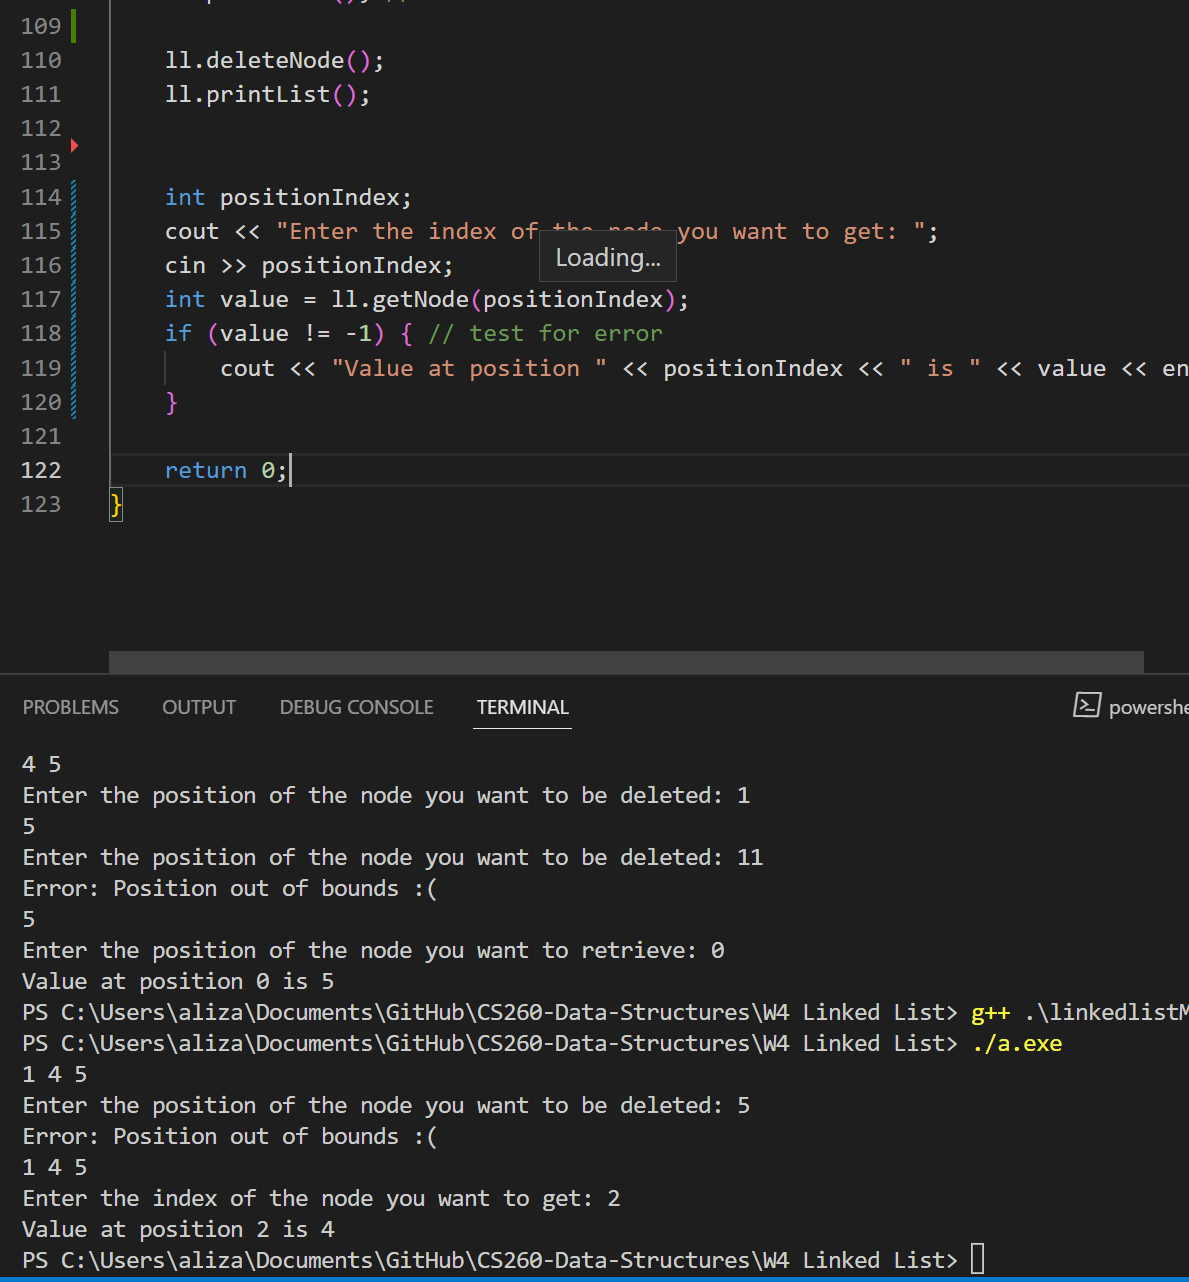 109
110 ll.deleteNode();
111 ll.printList();
112
113
114 int positionIndex;
115 cout << "Enter the index of the node you want to get: ";
Loading...
116 cin >> positionIndex;
117 int value = ll.getNode(positionIndex);
118 if (value != -1) { // test for error
119 cout << "Value at position " << positionIndex << " is " << value << en
120 }
121
122 return 0;
123 }
PROBLEMS OUTPUT DEBUG CONSOLE TERMINAL powershe
4 5
Enter the position of the node you want to be deleted: 1
5
Enter the position of the node you want to be deleted: 11
Error: Position out of bounds :(
5
Enter the position of the node you want to retrieve: 0
Value at position 0 is 5
PS C:\Users\aliza\Documents\GitHub\CS260-Data-Structures\W4 Linked List> g++ .\linkedlistM
PS C:\Users\aliza\Documents\GitHub\CS260-Data-Structures\W4 Linked List> ./a.exe
1 4 5
Enter the position of the node you want to be deleted: 5
Error: Position out of bounds :(
1 4 5
Enter the index of the node you want to get: 2
Value at position 2 is 4
PS C:\Users\aliza\Documents\GitHub\CS260-Data-Structures\W4 Linked List>